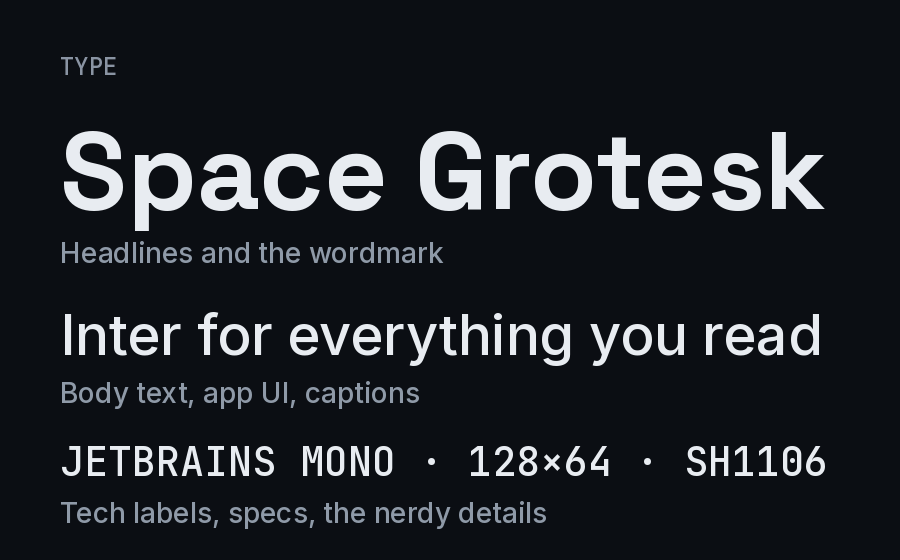 TYPE
Space Grotesk
Headlines and the wordmark
Inter for everything you read
Body text, app UI, captions
JETBRAINS MONO · 128×64 · SH1106
Tech labels, specs, the nerdy details